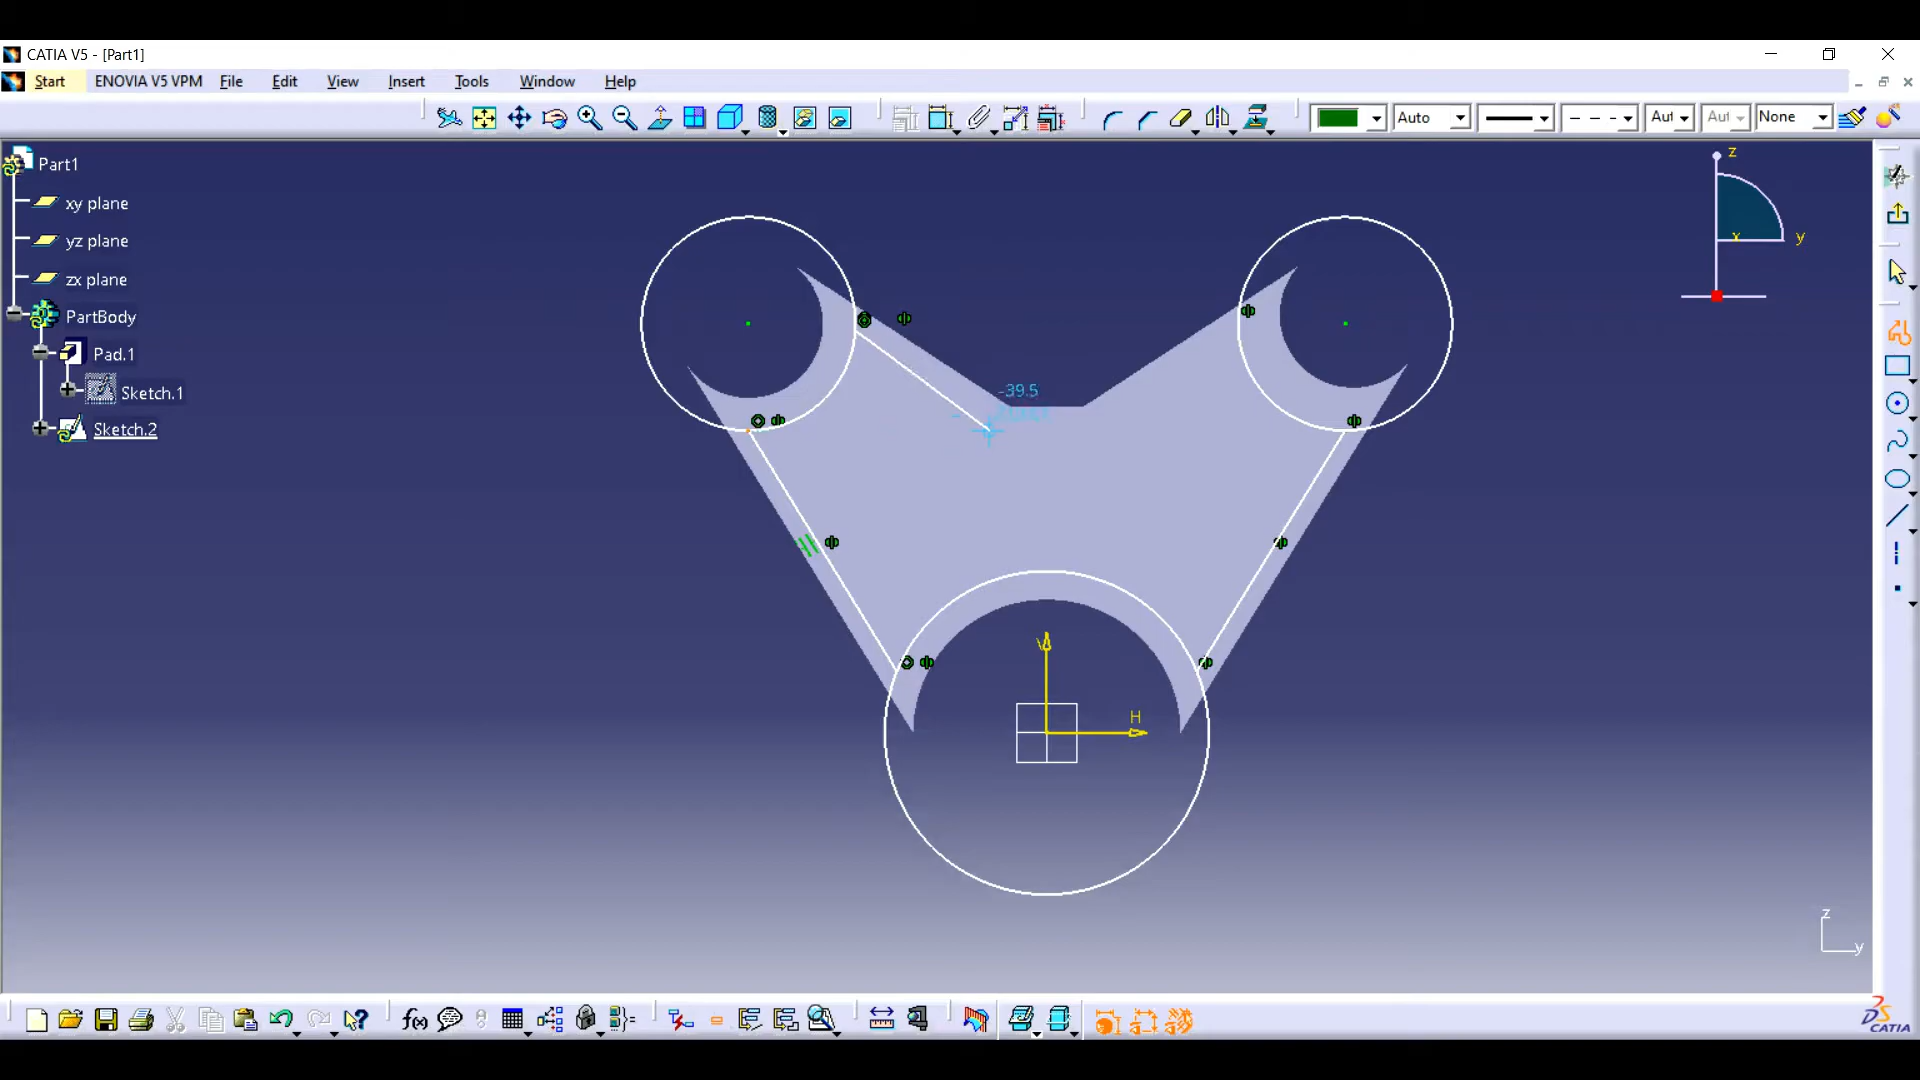 CATIA V5 - [Part1]
Start ENOVIA V5 VPM File Edit View Insert Tools Window Help
Auto Aut Aut None
Part1
xy plane
yz plane
zx plane
PartBody
Pad.1
Sketch.1
Sketch.2
z
x y
-39.5
V
H
z
y
f(x)
CATIA